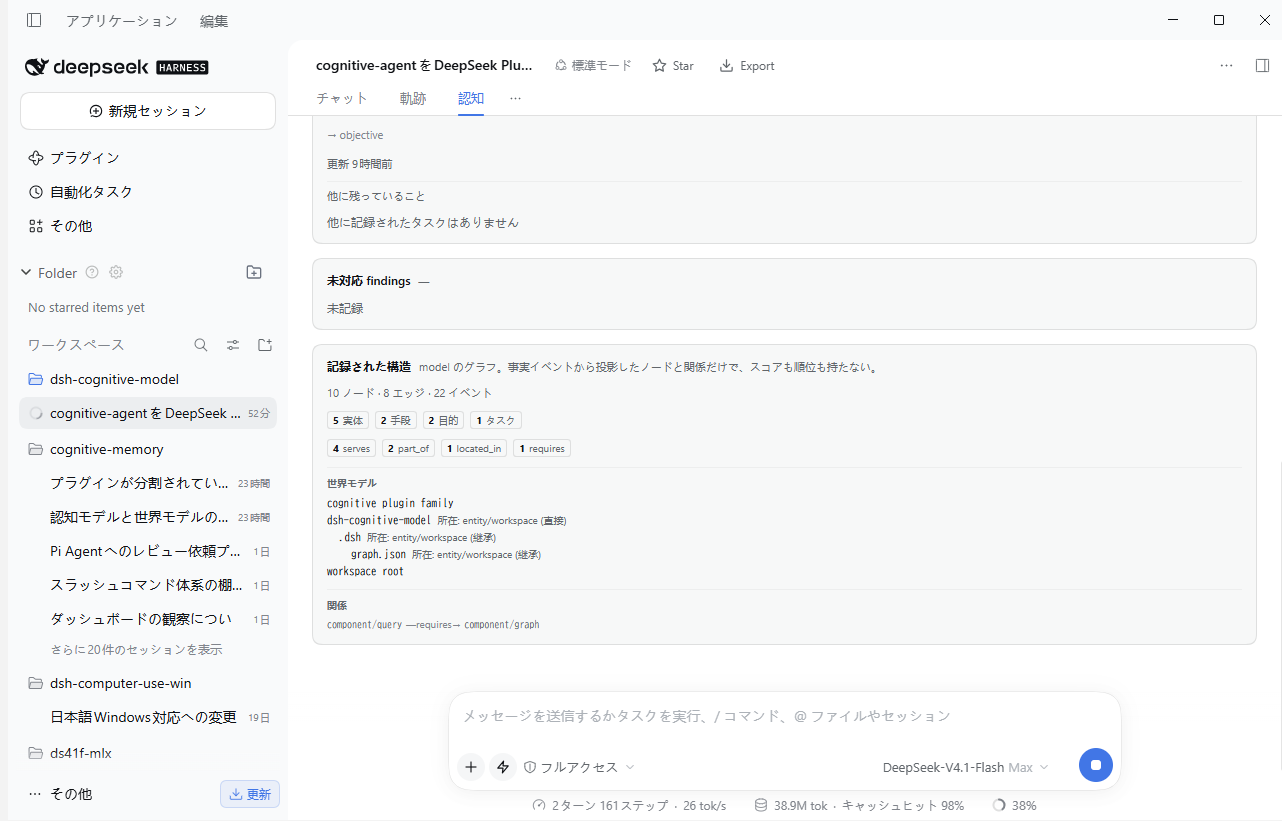 アプリケーション 編集
deepseek HARNESS
新規セッション
プラグイン
自動化タスク
その他
Folder
No starred items yet
ワークスペース
dsh-cognitive-model
cognitive-agent を DeepSeek ... 52分
cognitive-memory
プラグインが分割されてい... 23時間
認知モデルと世界モデルの... 23時間
Pi Agentへのレビュー依頼プ... 1日
スラッシュコマンド体系の棚... 1日
ダッシュボードの観察につい 1日
さらに20件のセッションを表示
dsh-computer-use-win
日本語Windows対応への変更 19日
ds41f-mlx
その他 更新
cognitive-agent を DeepSeek Plu... 標準モード Star Export
チャット 軌跡 認知 ...
→ objective
更新 9時間前
他に残っていること
他に記録されたタスクはありません
未対応 findings —
未記録
記録された構造 model のグラフ。事実イベントから投影したノードと関係だけで、スコアも順位も持たない。
10 ノード · 8 エッジ · 22 イベント
5 実体 2 手段 2 目的 1 タスク
4 serves 2 part_of 1 located_in 1 requires
世界モデル
cognitive plugin family
dsh-cognitive-model 所在: entity/workspace (直接)
.dsh 所在: entity/workspace (継承)
graph.json 所在: entity/workspace (継承)
workspace root
関係
component/query —requires→ component/graph
メッセージを送信するかタスクを実行、/ コマンド、@ ファイルやセッション
フルアクセス DeepSeek-V4.1-Flash Max
2ターン 161ステップ · 26 tok/s 38.9M tok · キャッシュヒット 98% 38%